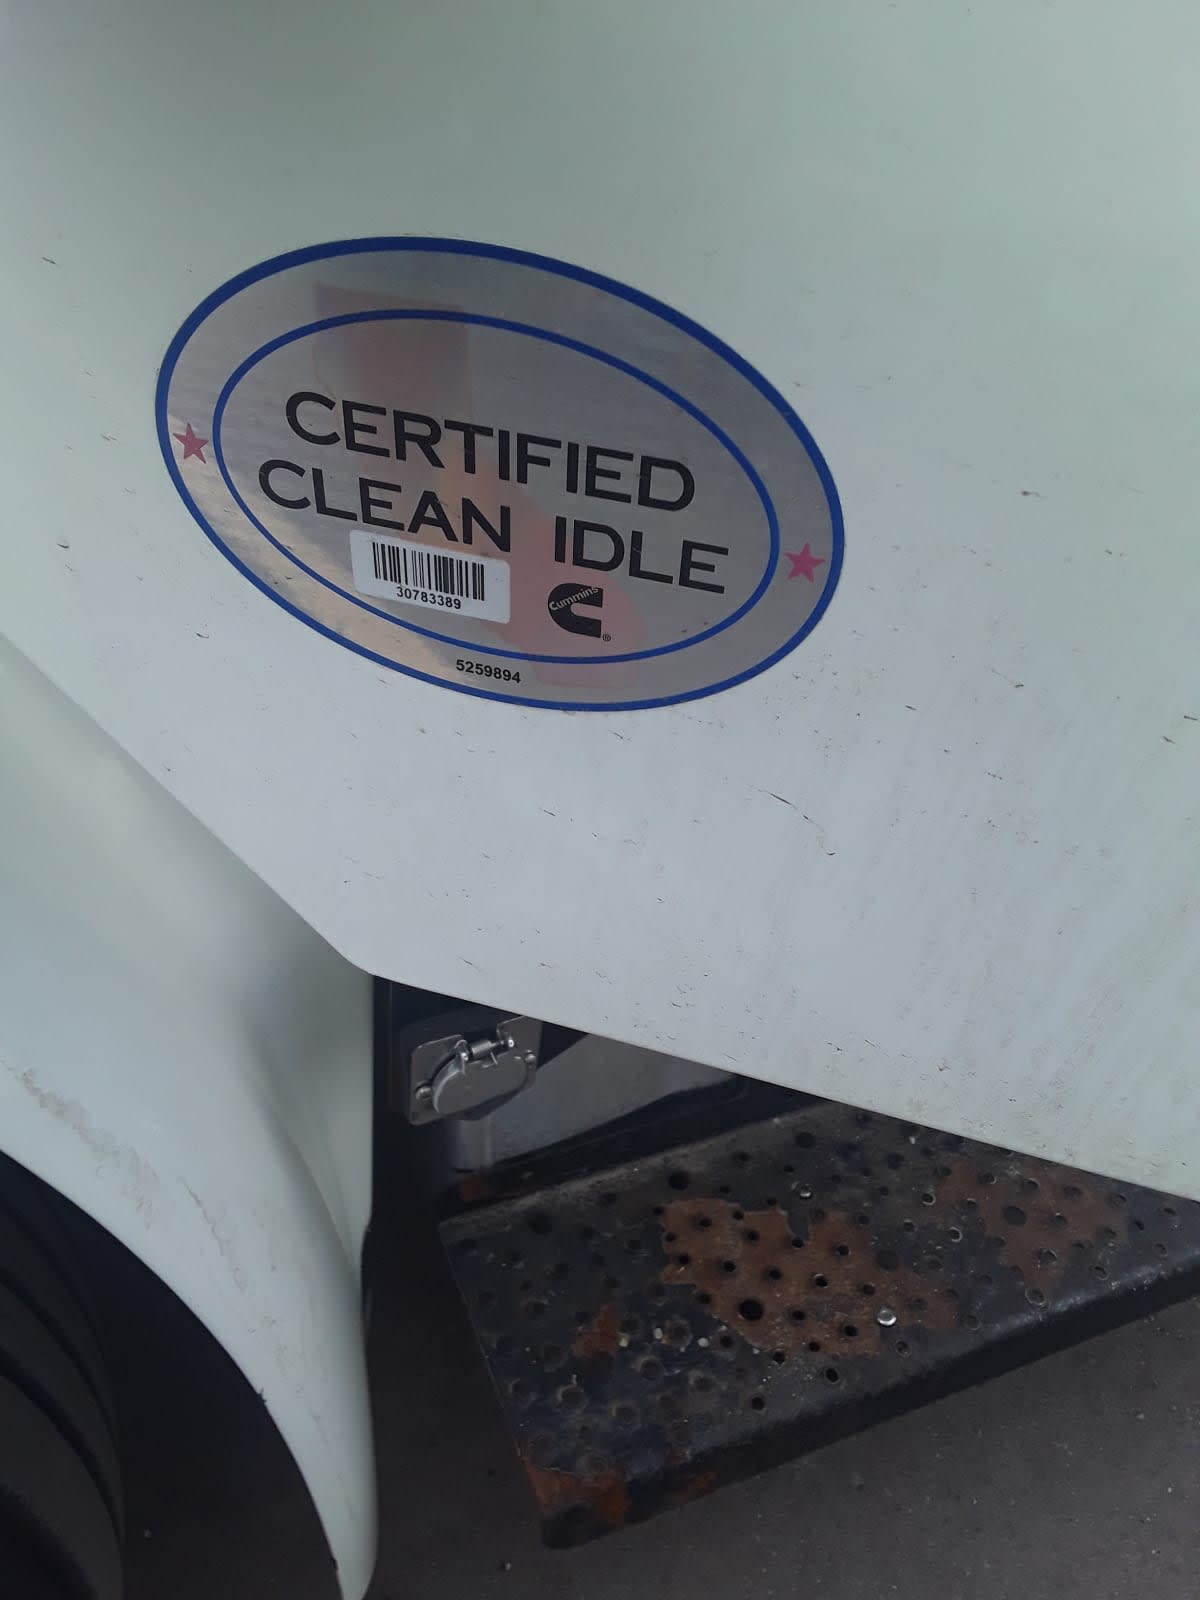 CERTIFIED
CLEAN IDLE
30783389
Cummins
®
5259894